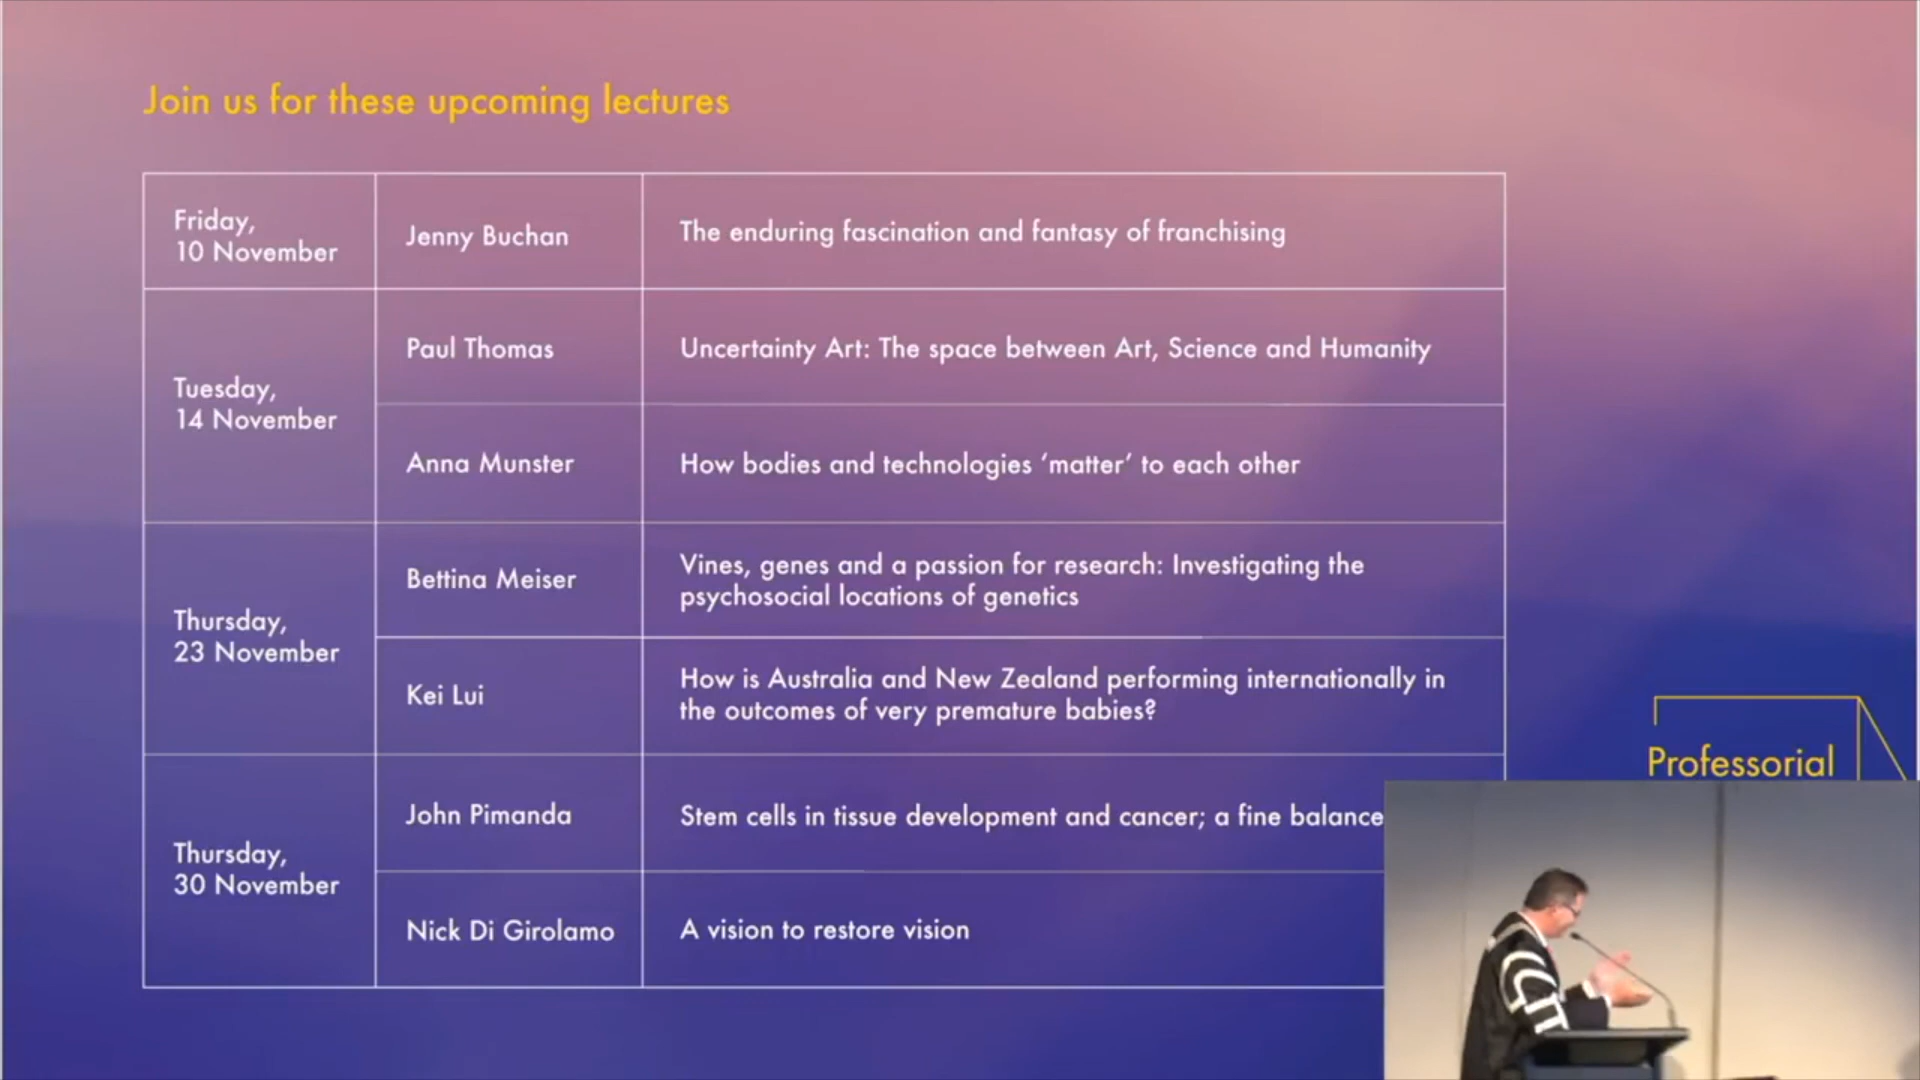 Join us for these upcoming lectures
Friday,
10 November
Jenny Buchan
The enduring fascination and fantasy of franchising
Tuesday,
14 November
Paul Thomas
Uncertainty Art: The space between Art, Science and Humanity
Anna Munster
How bodies and technologies ‘matter’ to each other
Thursday,
23 November
Bettina Meiser
Vines, genes and a passion for research: Investigating the
psychosocial locations of genetics
Kei Lui
How is Australia and New Zealand performing internationally in
the outcomes of very premature babies?
Thursday,
30 November
John Pimanda
Stem cells in tissue development and cancer; a fine balance
Nick Di Girolamo
A vision to restore vision
Professorial